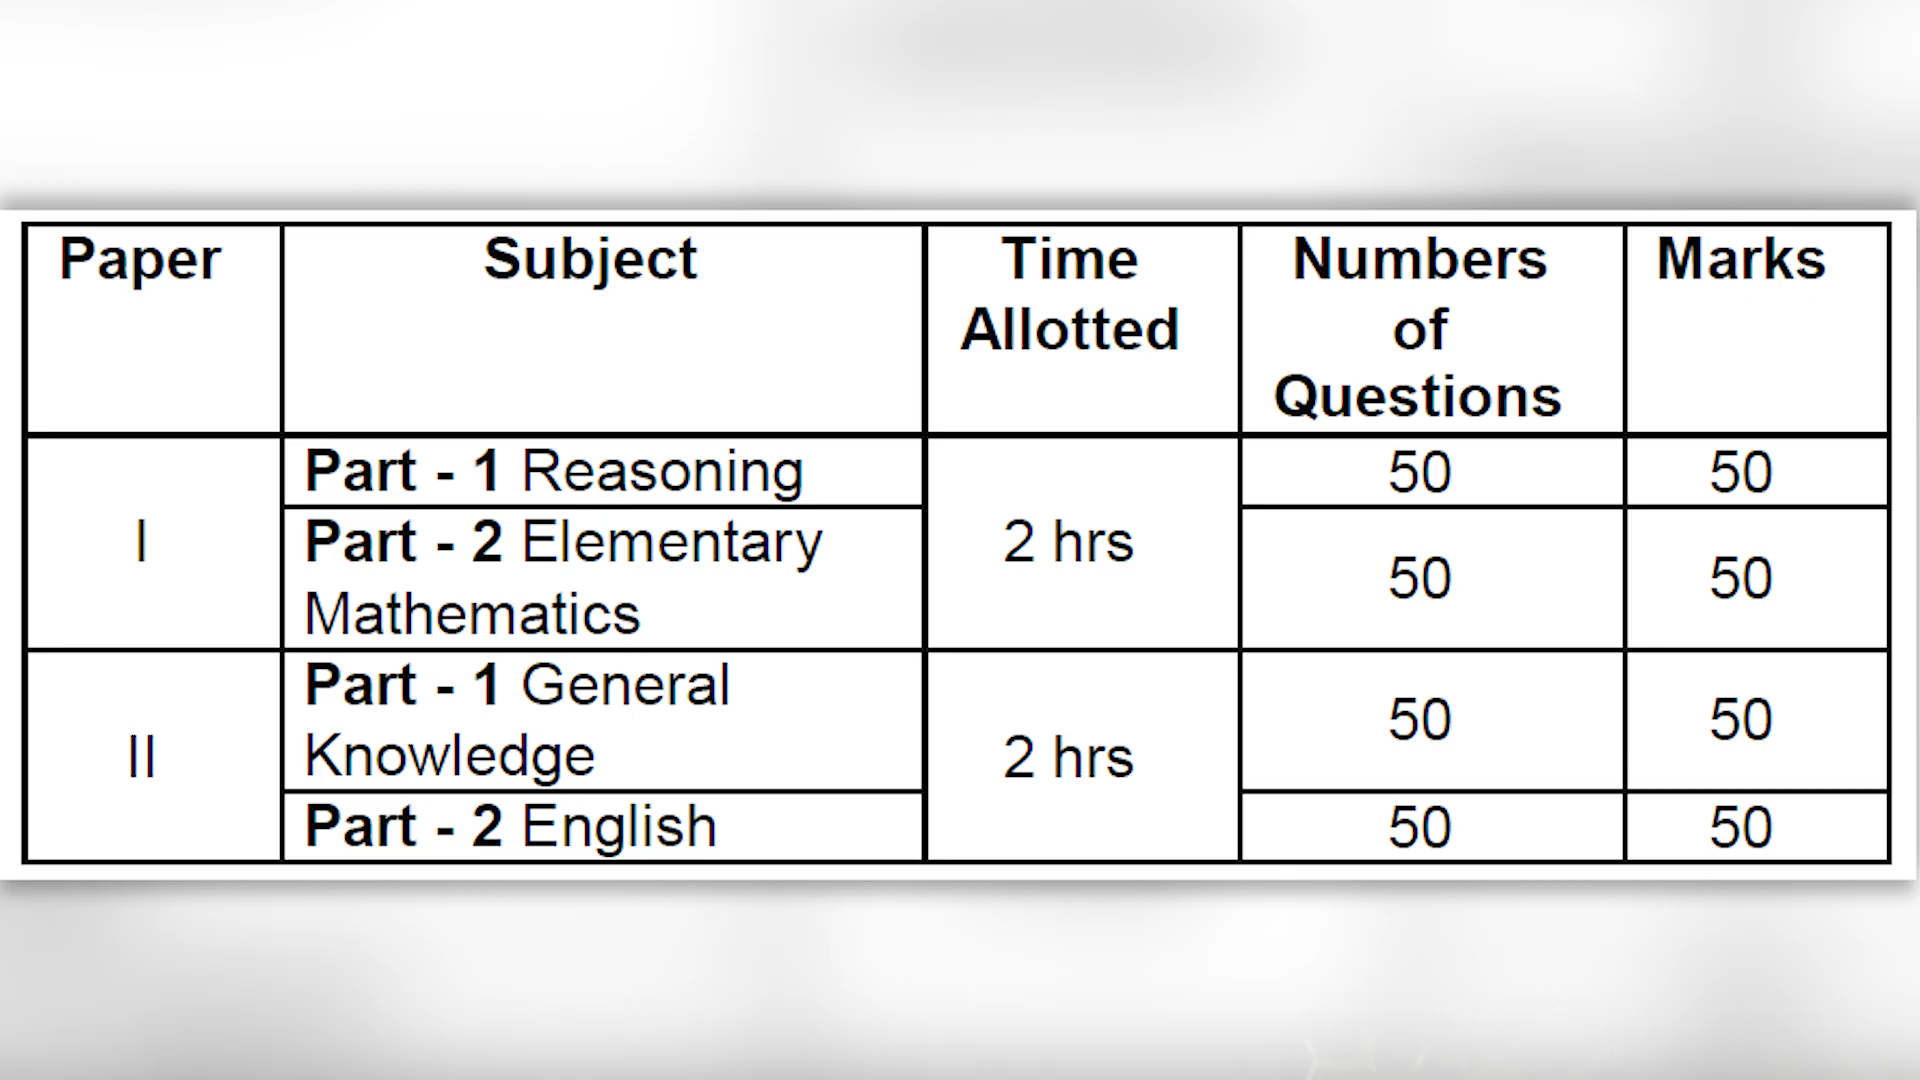 Paper Subject Time Allotted Numbers of Questions Marks
I
Part - 1 Reasoning
2 hrs
50 50
Part - 2 Elementary
Mathematics
50 50
II
Part - 1 General
Knowledge
2 hrs
50 50
Part - 2 English
50 50